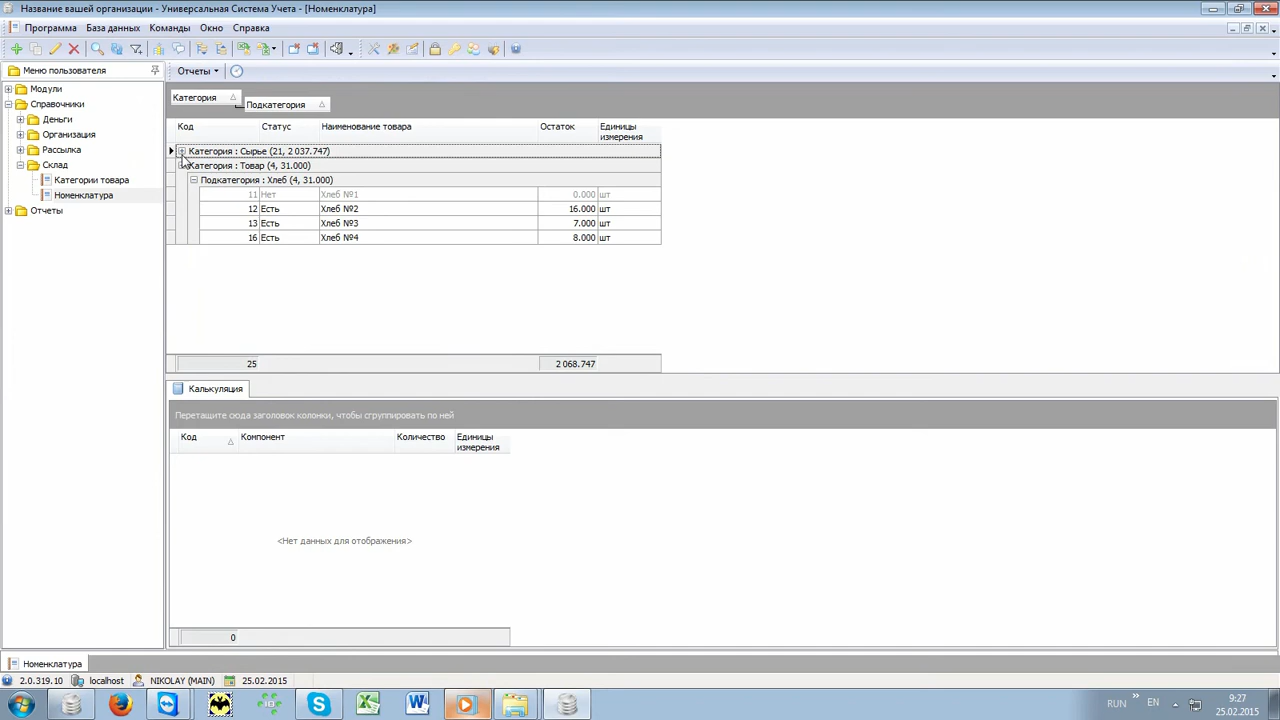 Название вашей организации - Универсальная Система Учета - [Номенклатура]
Программа База данных Команды Окно Справка
Меню пользователя
Отчеты
Модули
Справочники
Деньги
Организация
Рассылка
Склад
Категории товара
Номенклатура
Отчеты
Категория
Подкатегория
Код Статус Наименование товара Остаток Единицы измерения
Категория : Сырье (21, 2 037.747)
Категория : Товар (4, 31.000)
Подкатегория : Хлеб (4, 31.000)
11 Нет Хлеб №1 0.000 шт
12 Есть Хлеб №2 16.000 шт
13 Есть Хлеб №3 7.000 шт
16 Есть Хлеб №4 8.000 шт
25 2 068.747
Калькуляция
Перетащите сюда заголовок колонки, чтобы сгруппировать по ней
Код Компонент Количество Единицы измерения
<Нет данных для отображения>
0
Номенклатура
2.0.319.10 localhost NIKOLAY (MAIN) 25.02.2015
RUN EN 9:27
25.02.2015